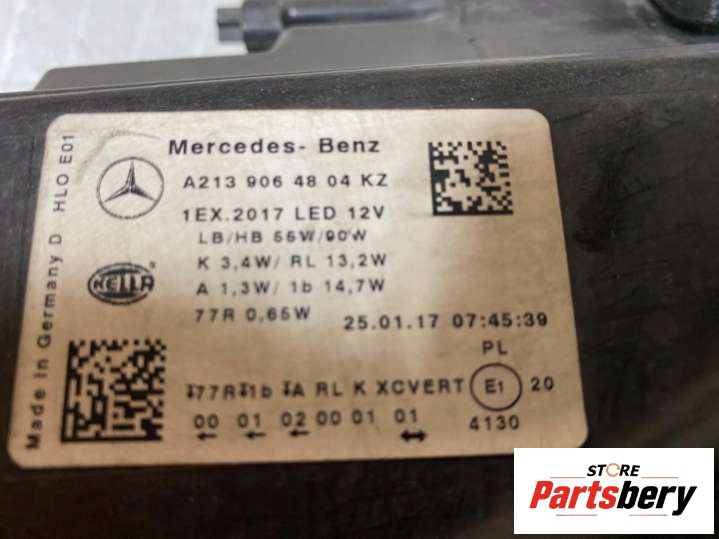 Mercedes- Benz
A213 906 48 04 KZ
1EX.2017 LED 12V
LB/HB 55W/90W
K 3,4W/ RL 13,2W
A 1,3W/ 1b 14,7W
77R 0,65W
25.01.17 07:45:39
PL
77R 1b A RL K XCVERT E1 20
00 01 02 00 01 01 4130
Made in Germany D HLO E01
HELLA
STORE
Partsbery